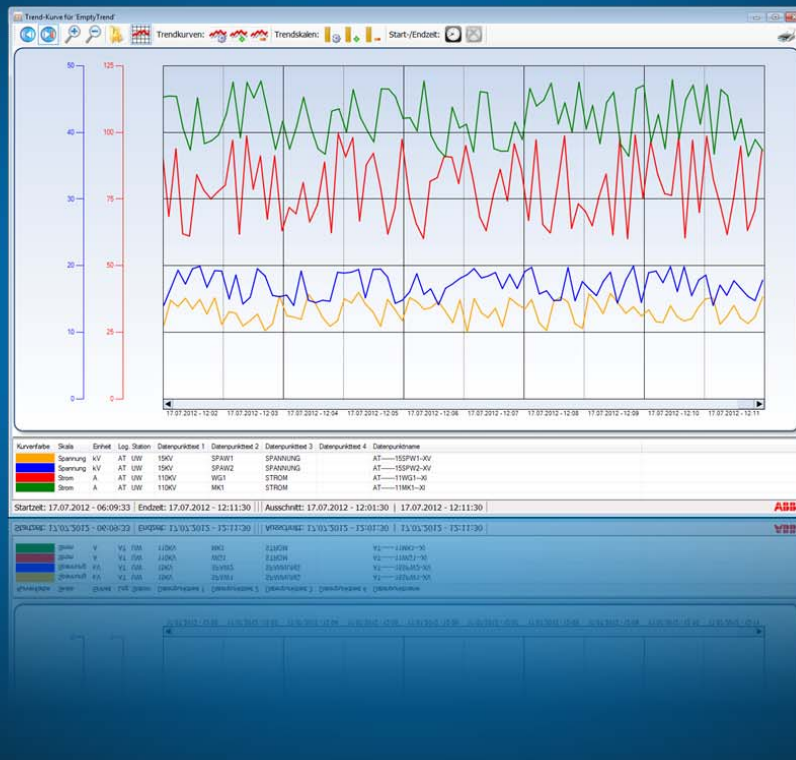 Trend-Kurve für 'EmptyTrend'
Trendkurven: Trendskalen: Start-/Endzeit:
50 125
40 100
30 75
20 50
10 25
0 0
17.07.2012 - 12:02 17.07.2012 - 12:03 17.07.2012 - 12:04 17.07.2012 - 12:05 17.07.2012 - 12:06 17.07.2012 - 12:07 17.07.2012 - 12:08 17.07.2012 - 12:09 17.07.2012 - 12:10 17.07.2012 - 12:11
Kurvenfarbe Skala Einheit Log. Station Datenpunkttext 1 Datenpunkttext 2 Datenpunkttext 3 Datenpunkttext 4 Datenpunktname
Spannung kV AT UW 15KV SPAW1 SPANNUNG AT-----15SPW1--XV
Spannung kV AT UW 15KV SPAW2 SPANNUNG AT-----15SPW2--XV
Strom A AT UW 110KV WG1 STROM AT-----11WG1--XI
Strom A AT UW 110KV MK1 STROM AT-----11MK1--XI
Startzeit: 17.07.2012 - 06:09:33 Endzeit: 17.07.2012 - 12:11:30 Ausschnitt: 17.07.2012 - 12:01:30 | 17.07.2012 - 12:11:30 ABB